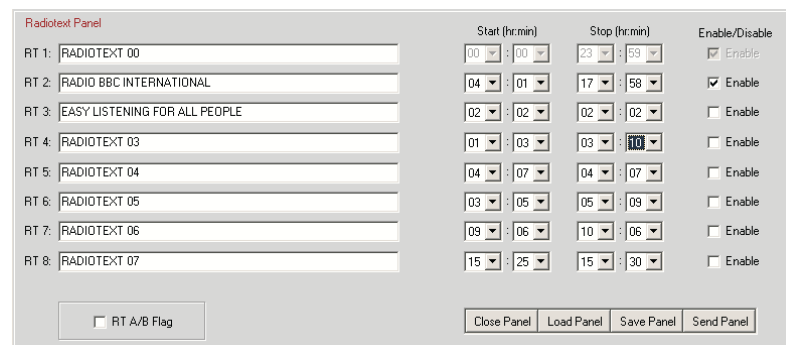 Radiotext Panel
Start (hr:min) Stop (hr:min) Enable/Disable
RT 1: RADIOTEXT 00 00 : 00 23 : 59 Enable
RT 2: RADIO BBC INTERNATIONAL 04 : 01 17 : 58 Enable
RT 3: EASY LISTENING FOR ALL PEOPLE 02 : 02 02 : 02 Enable
RT 4: RADIOTEXT 03 01 : 03 03 : 10 Enable
RT 5: RADIOTEXT 04 04 : 07 04 : 07 Enable
RT 6: RADIOTEXT 05 03 : 05 05 : 09 Enable
RT 7: RADIOTEXT 06 09 : 06 10 : 06 Enable
RT 8: RADIOTEXT 07 15 : 25 15 : 30 Enable
RT A/B Flag Close Panel Load Panel Save Panel Send Panel